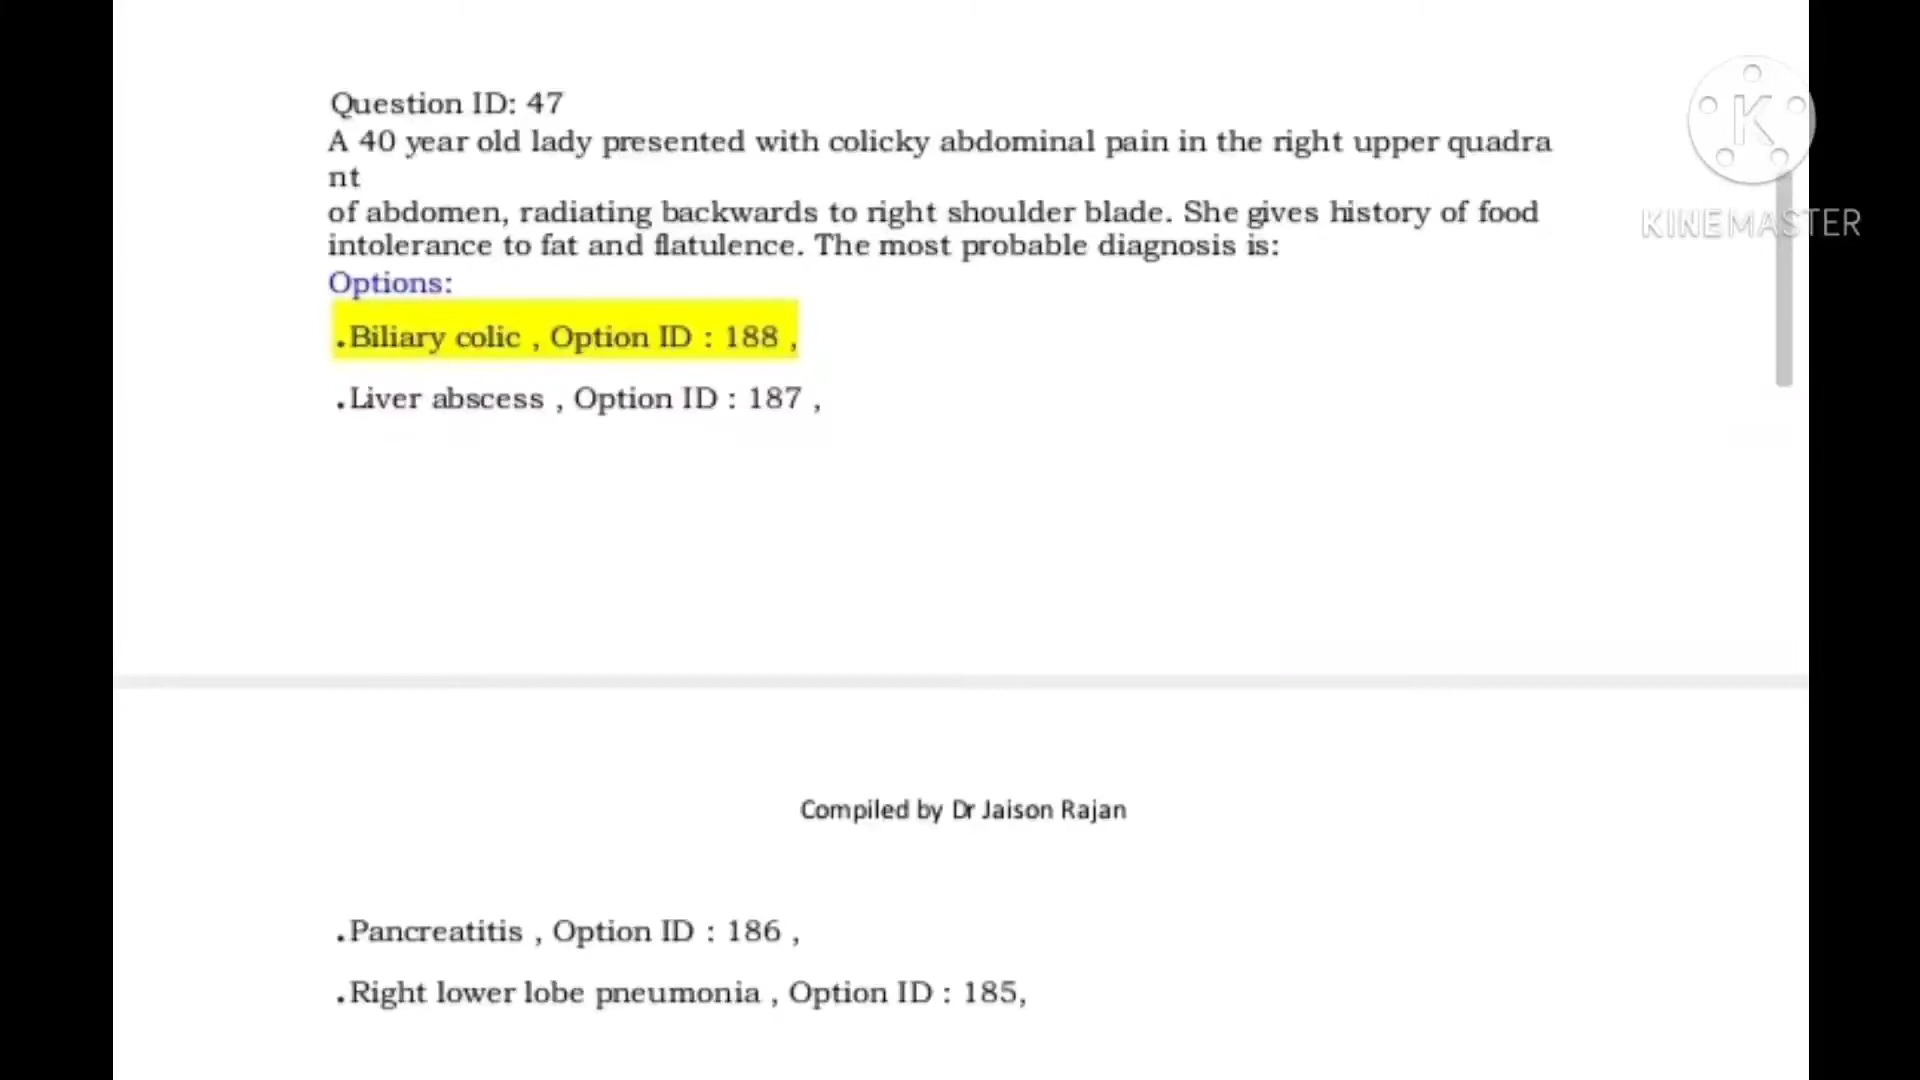 Question ID: 47
A 40 year old lady presented with colicky abdominal pain in the right upper quadra
nt
of abdomen, radiating backwards to right shoulder blade. She gives history of food
intolerance to fat and flatulence. The most probable diagnosis is:
Options:
.Biliary colic , Option ID : 188 ,
.Liver abscess , Option ID : 187 ,
Compiled by Dr Jaison Rajan
.Pancreatitis , Option ID : 186 ,
.Right lower lobe pneumonia , Option ID : 185,
K
KINEMASTER